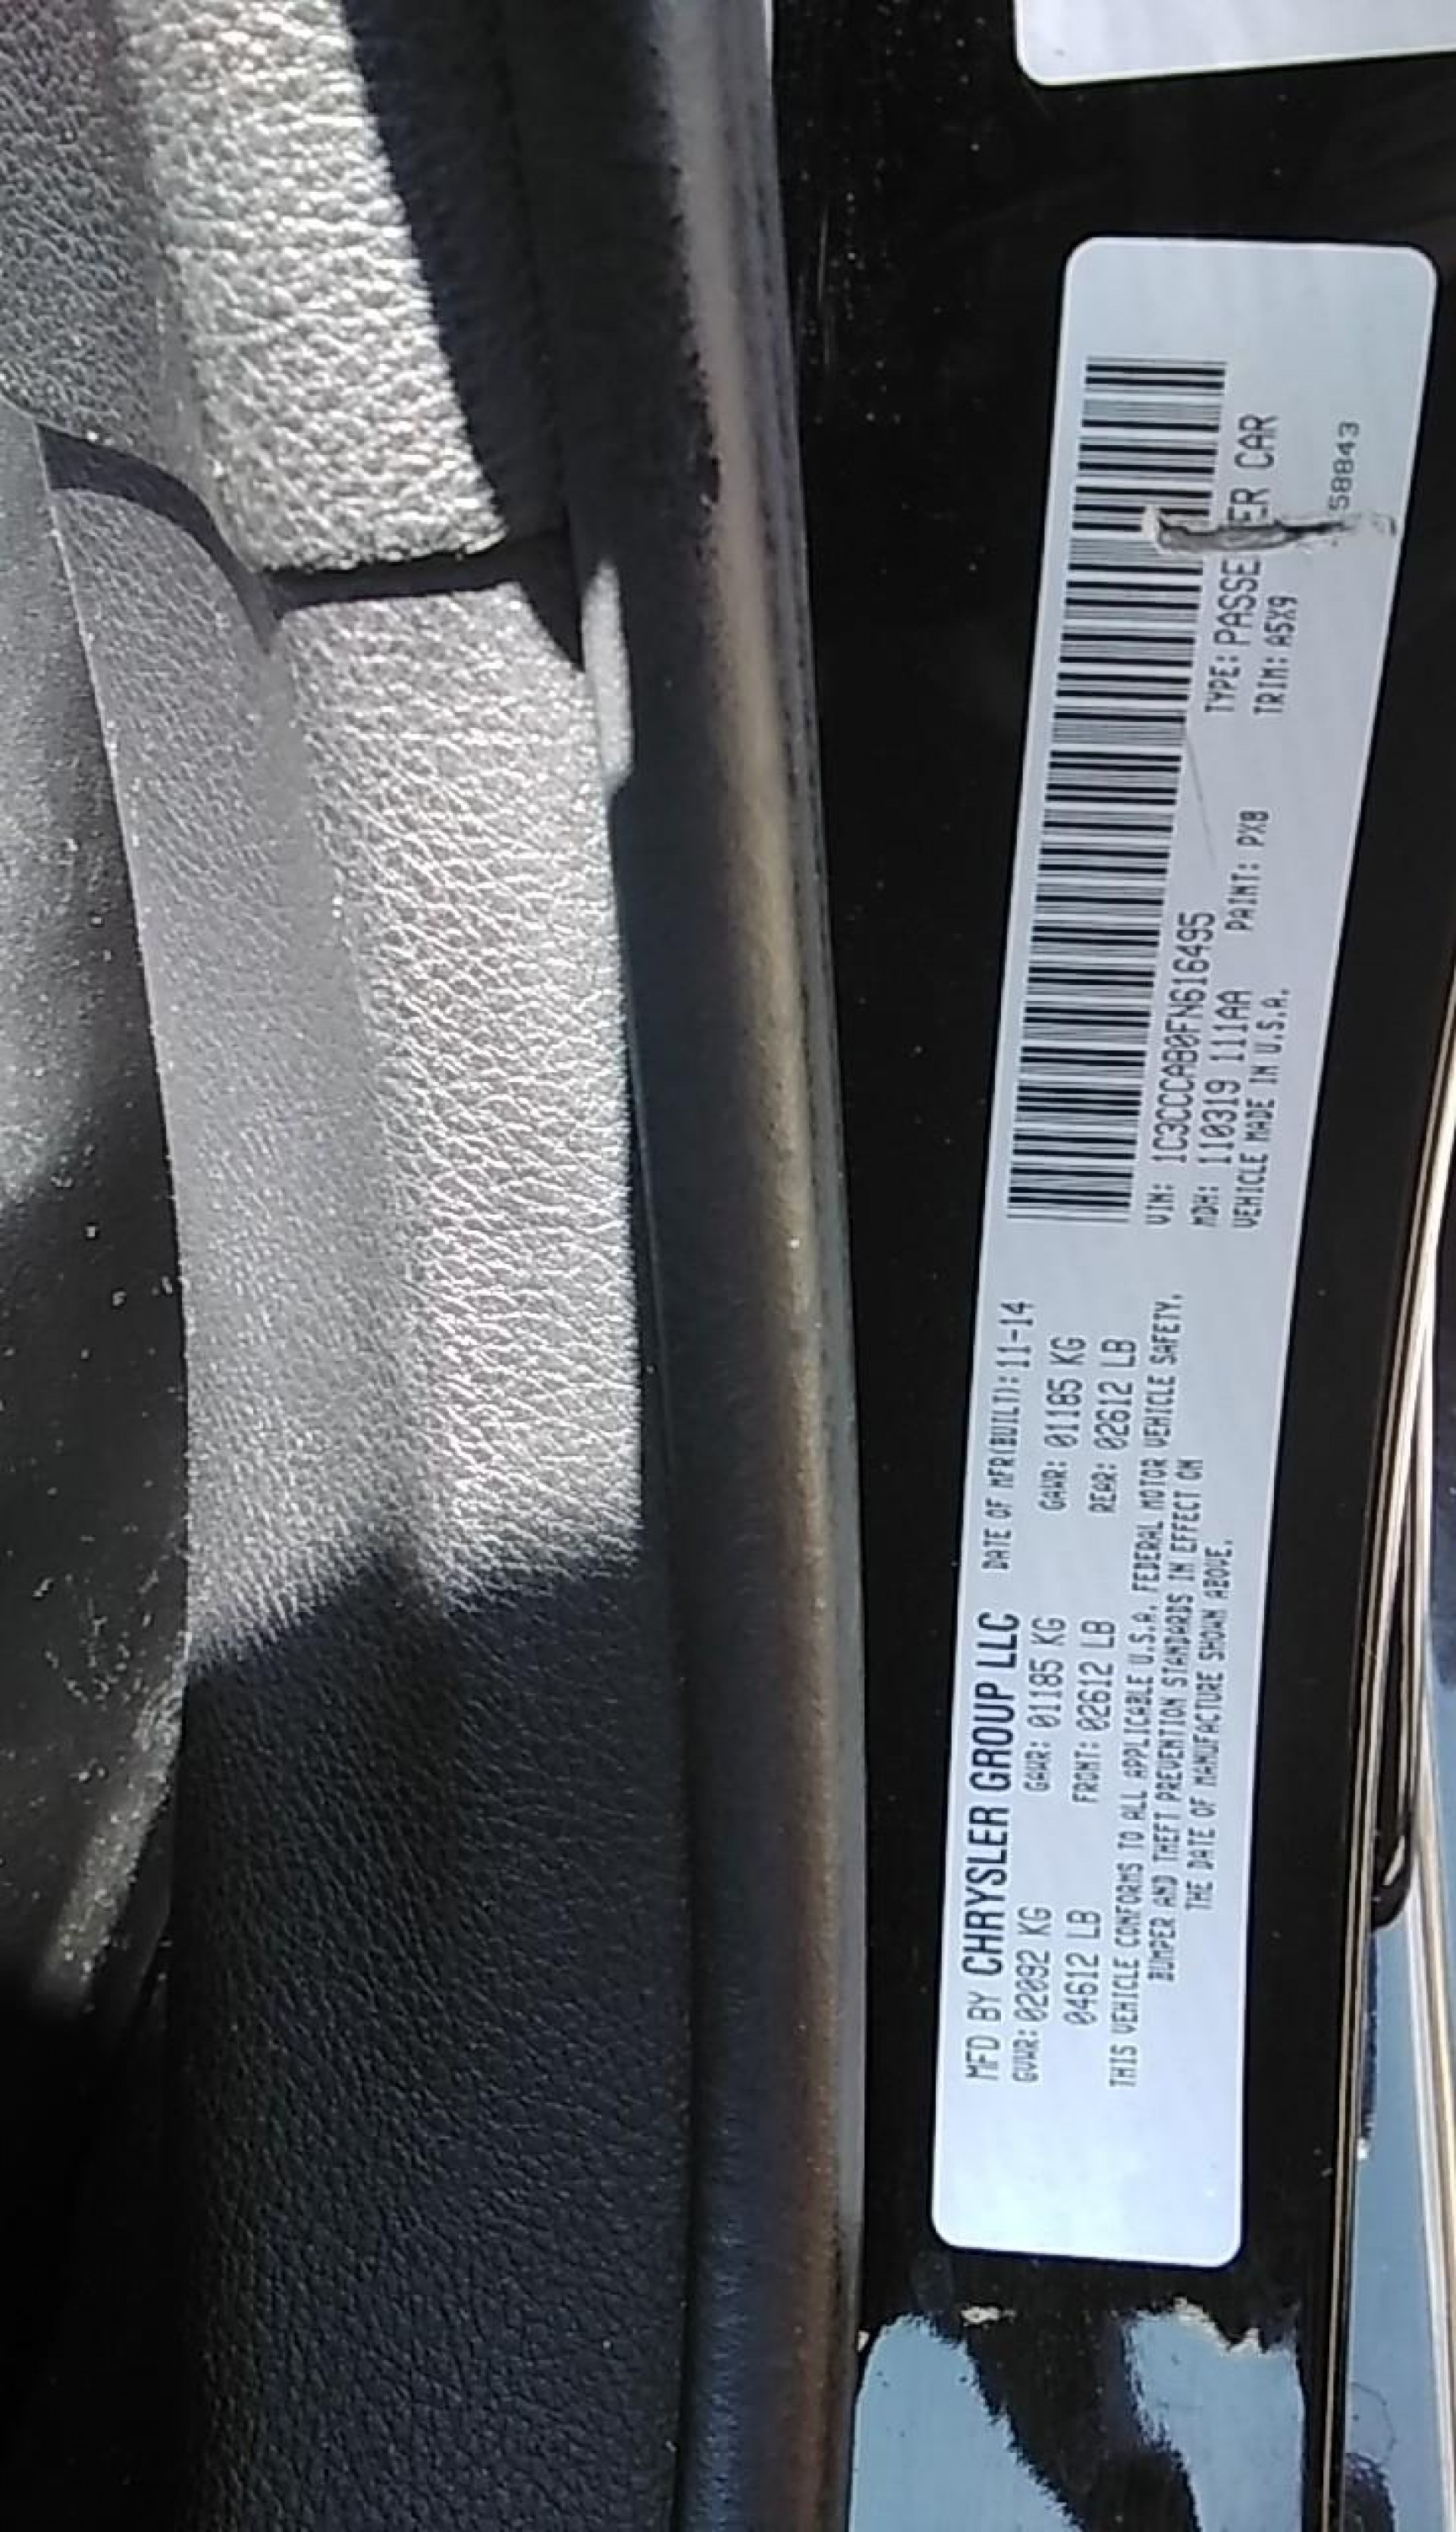 MFD BY CHRYSLER GROUP LLC DATE OF MFR(BUILT): 11-14
GVWR: 02092 KG GAWR: 01185 KG GAWR: 01185 KG
04612 LB FRONT: 02612 LB REAR: 02612 LB
THIS VEHICLE CONFORMS TO ALL APPLICABLE U.S.A. FEDERAL MOTOR VEHICLE SAFETY,
BUMPER AND THEFT PREVENTION STANDARDS IN EFFECT ON
THE DATE OF MANUFACTURE SHOWN ABOVE.
VIN: 1C3CCCAB0FN616495 TYPE: PASSENGER CAR
MDH: 110319 111AA PAINT: PX8 TRIM: A5X9
VEHICLE MADE IN U.S.A.
58843